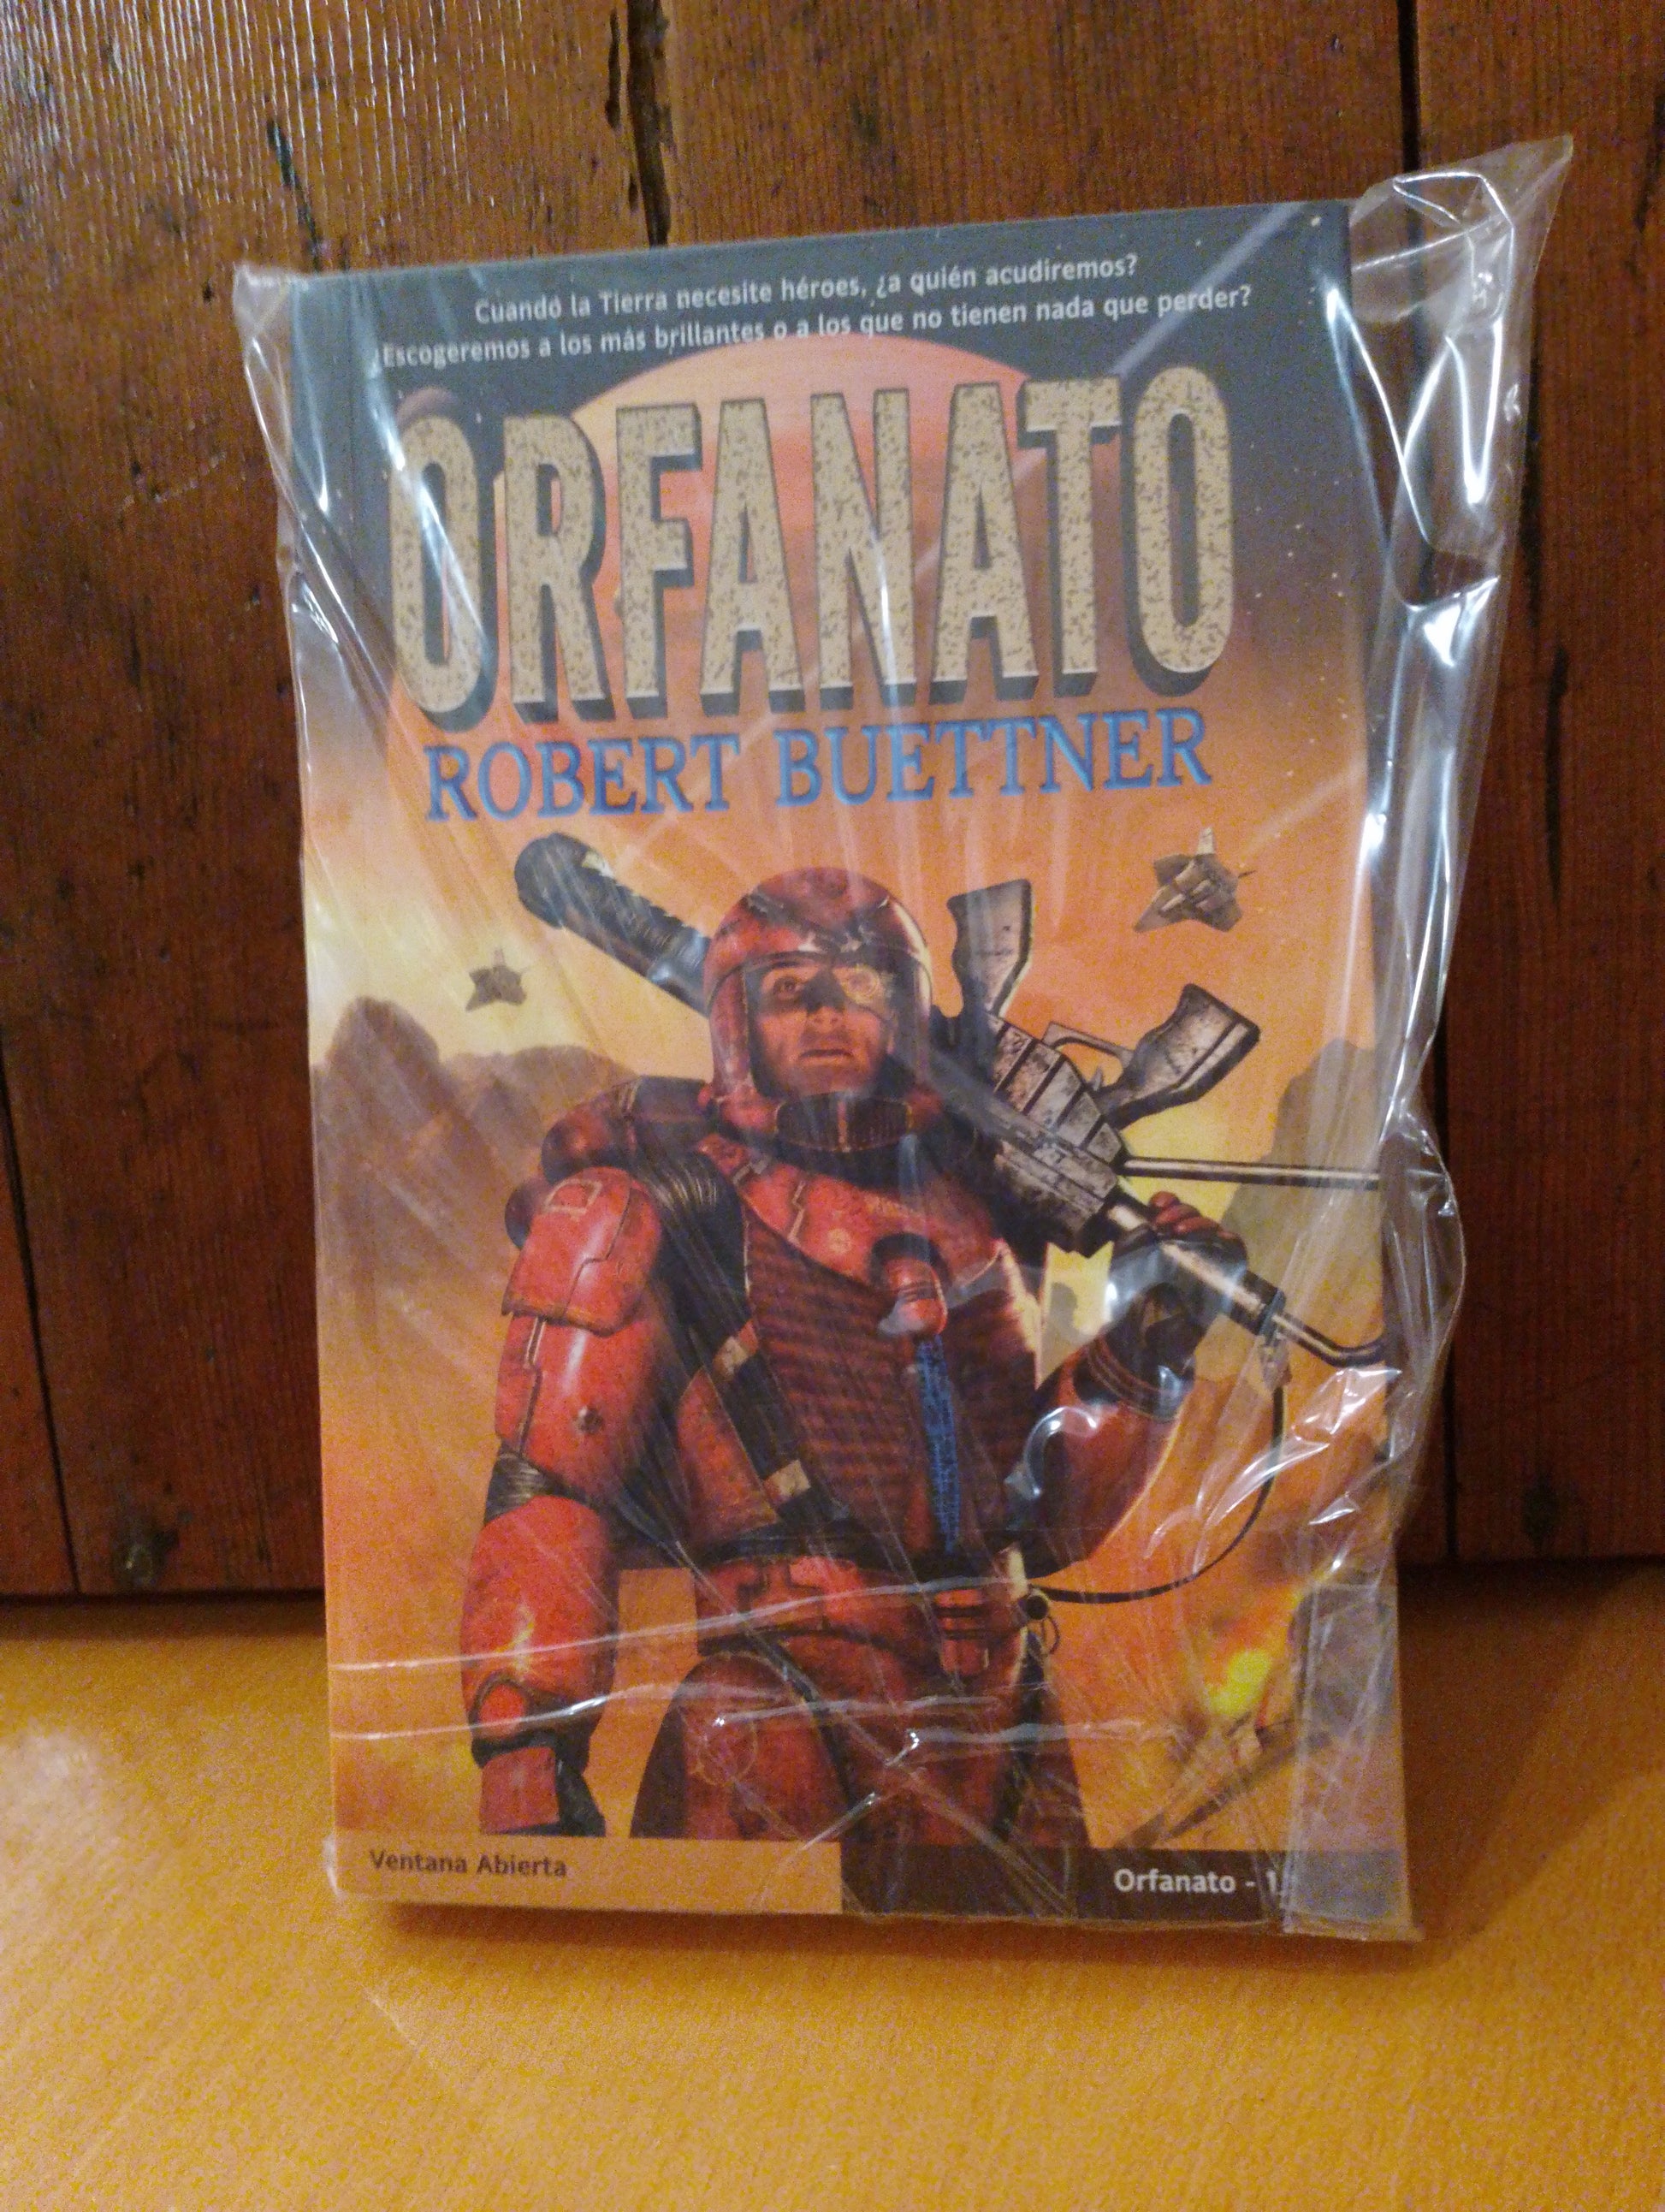 Cuando la Tierra necesite héroes, ¿a quién acudiremos?
¿Escogeremos a los más brillantes o a los que no tienen nada que perder?
ORFANATO
ROBERT BUETTNER
Ventana Abierta
Orfanato - 1